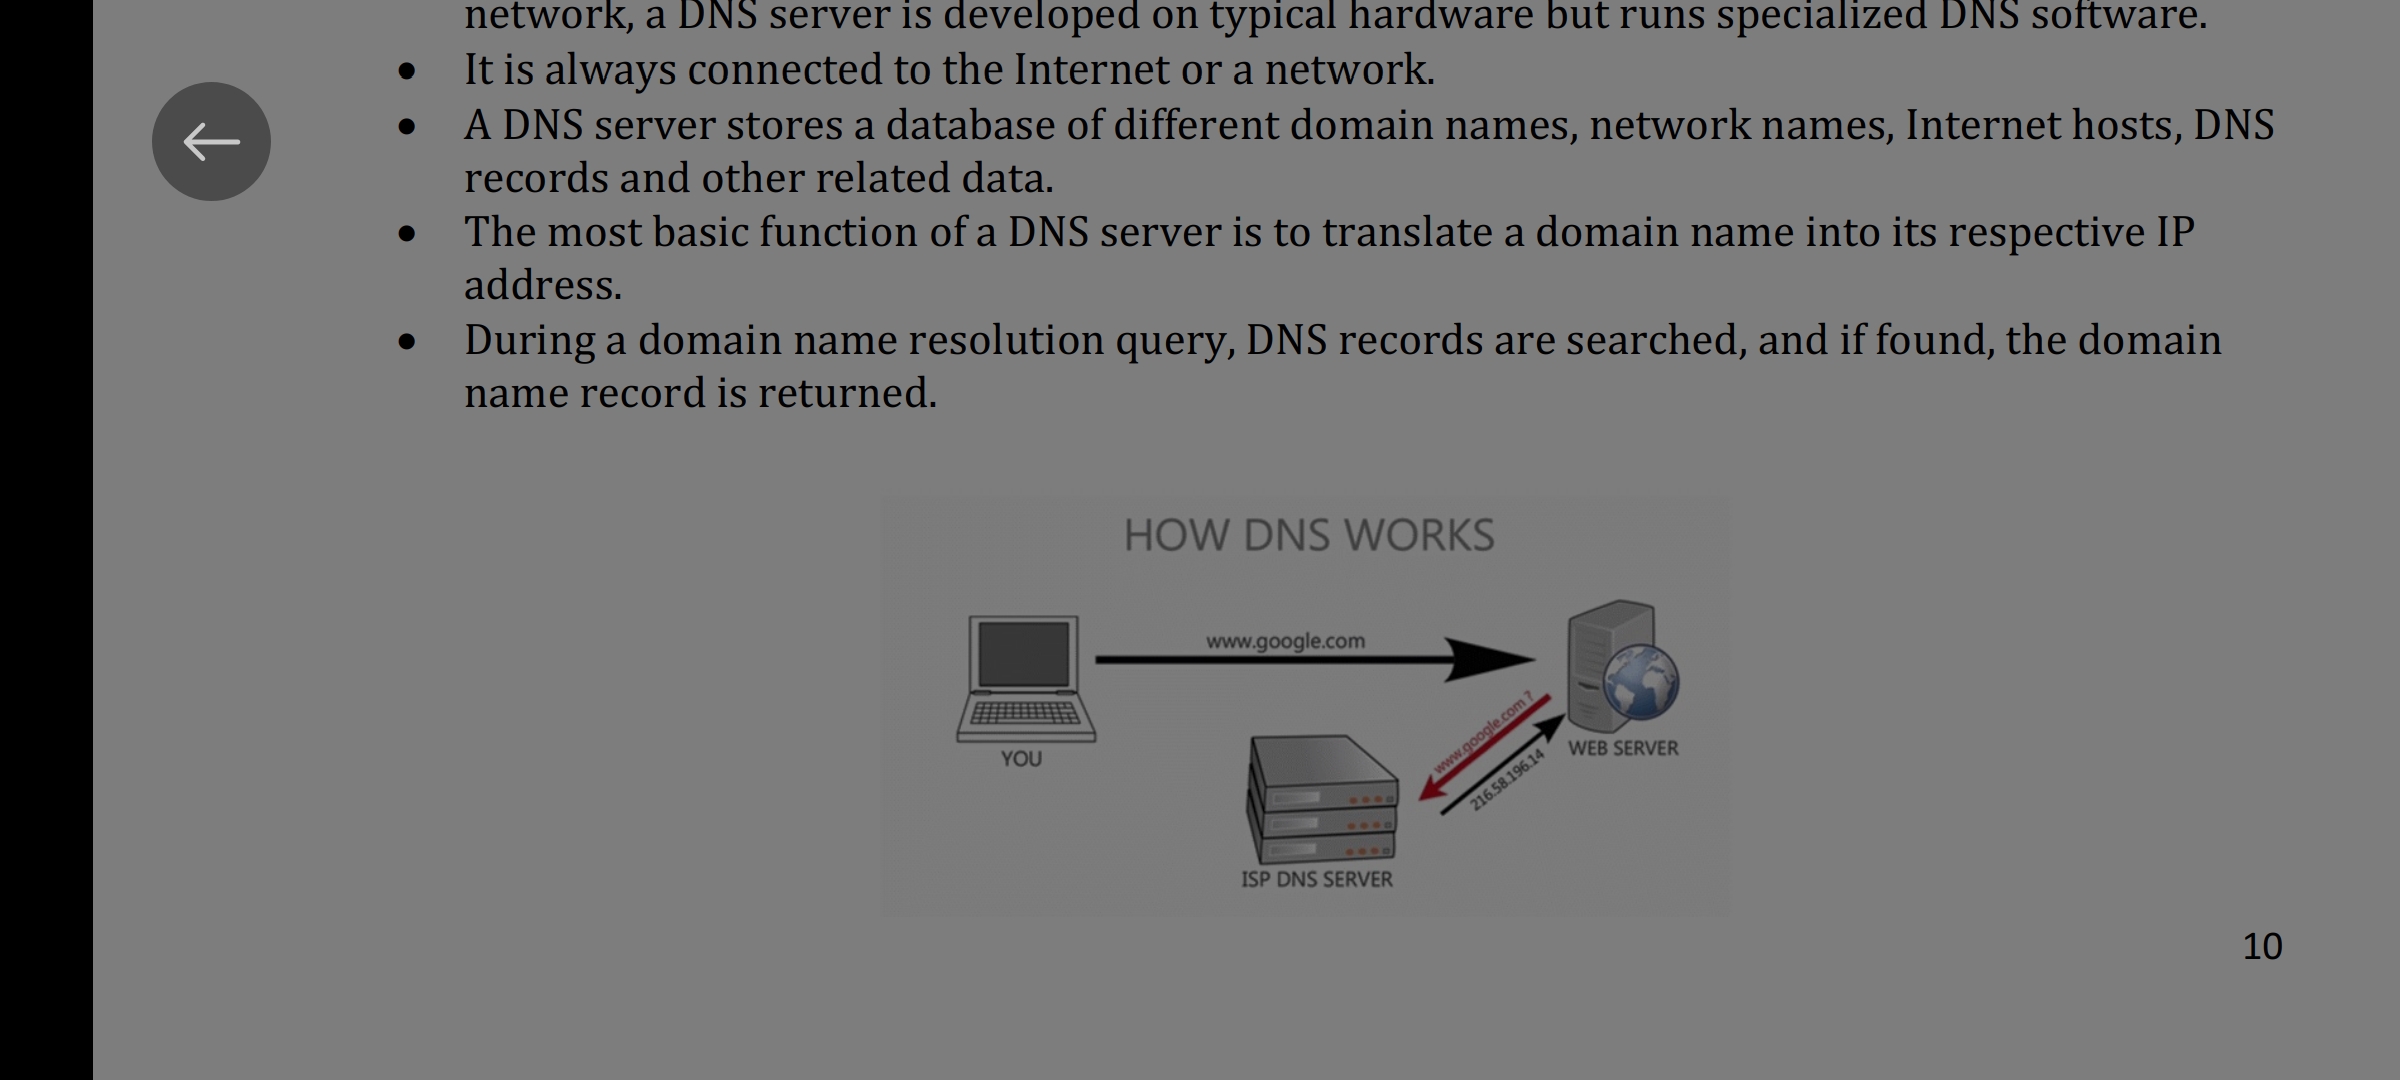 network, a DNS server is developed on typical hardware but runs specialized DNS software.
• It is always connected to the Internet or a network.
• A DNS server stores a database of different domain names, network names, Internet hosts, DNS
records and other related data.
• The most basic function of a DNS server is to translate a domain name into its respective IP
address.
• During a domain name resolution query, DNS records are searched, and if found, the domain
name record is returned.
HOW DNS WORKS
www.google.com
www.google.com ?
216.58.196.14
WEB SERVER
YOU
ISP DNS SERVER
10